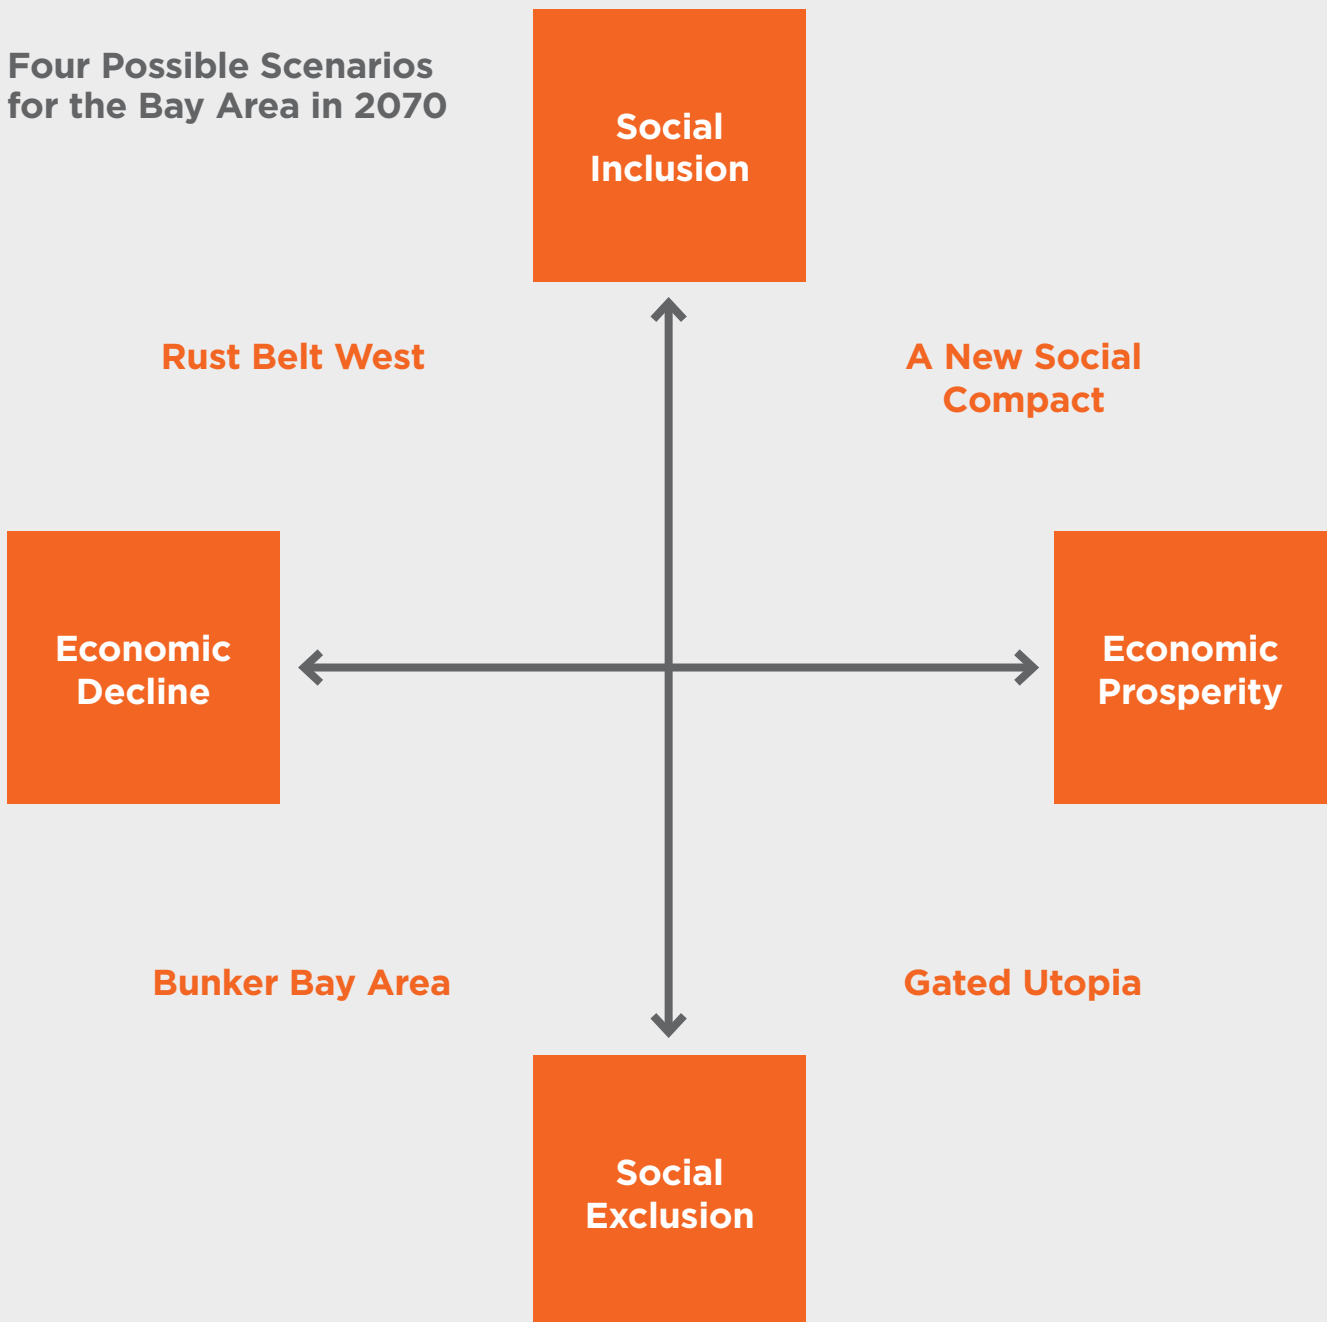 Four Possible Scenarios
for the Bay Area in 2070
Social
Inclusion
Rust Belt West
A New Social
Compact
Economic
Decline
Economic
Prosperity
Bunker Bay Area
Gated Utopia
Social
Exclusion